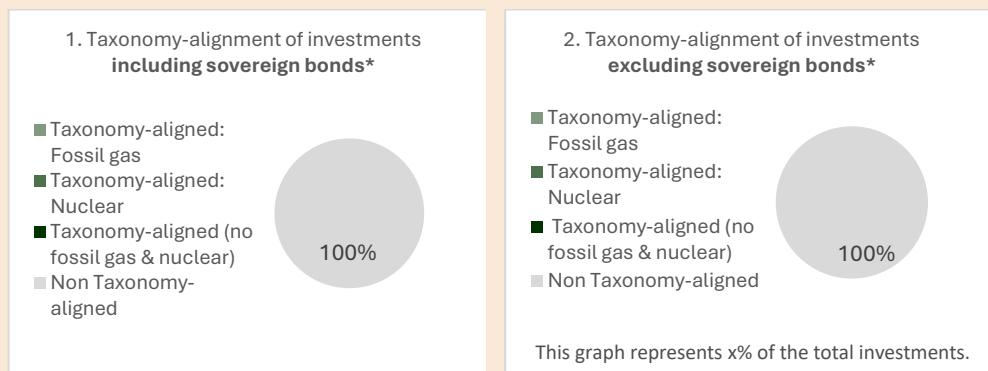 1. Taxonomy-alignment of investments
including sovereign bonds*
Taxonomy-aligned:
Fossil gas
Taxonomy-aligned:
Nuclear
Taxonomy-aligned (no
fossil gas & nuclear)
Non Taxonomy-
aligned
100%
2. Taxonomy-alignment of investments
excluding sovereign bonds*
Taxonomy-aligned:
Fossil gas
Taxonomy-aligned:
Nuclear
Taxonomy-aligned (no
fossil gas & nuclear)
Non Taxonomy-aligned
100%
This graph represents x% of the total investments.